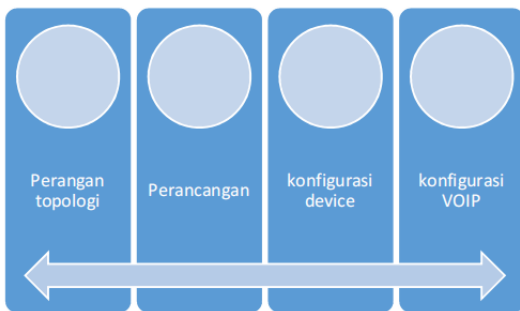 Perangan
topologi
Perancangan
konfigurasi
device
konfigurasi
VOIP